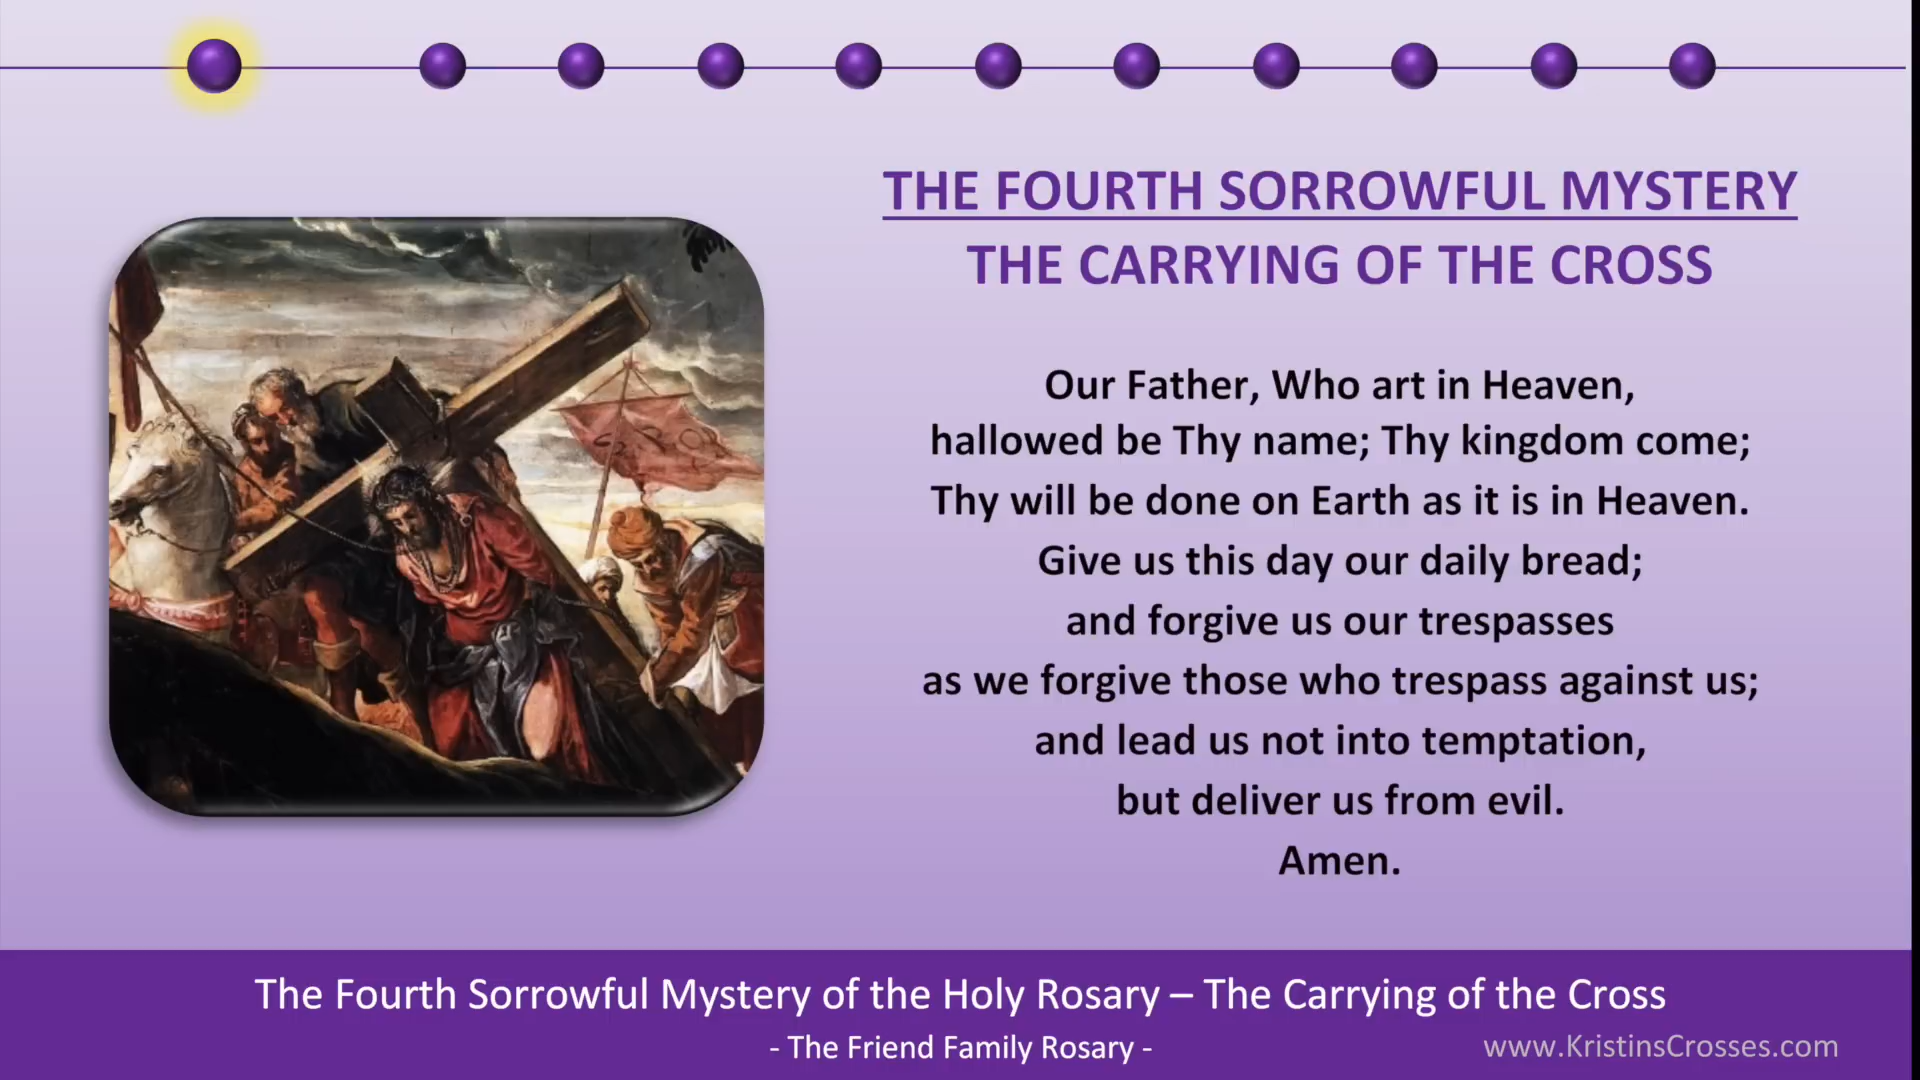 THE FOURTH SORROWFUL MYSTERY
THE CARRYING OF THE CROSS
Our Father, Who art in Heaven,
hallowed be Thy name; Thy kingdom come;
Thy will be done on Earth as it is in Heaven.
Give us this day our daily bread;
and forgive us our trespasses
as we forgive those who trespass against us;
and lead us not into temptation,
but deliver us from evil.
Amen.
The Fourth Sorrowful Mystery of the Holy Rosary – The Carrying of the Cross
- The Friend Family Rosary -
www.KristinsCrosses.com